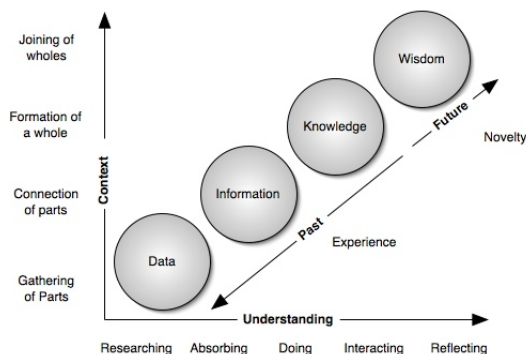 Joining of
wholes
Wisdom
Formation of
a whole
Knowledge
Future
Novelty
Context
Connection
of parts
Information
Past
Experience
Gathering
of Parts
Data
Understanding
Researching Absorbing Doing Interacting Reflecting